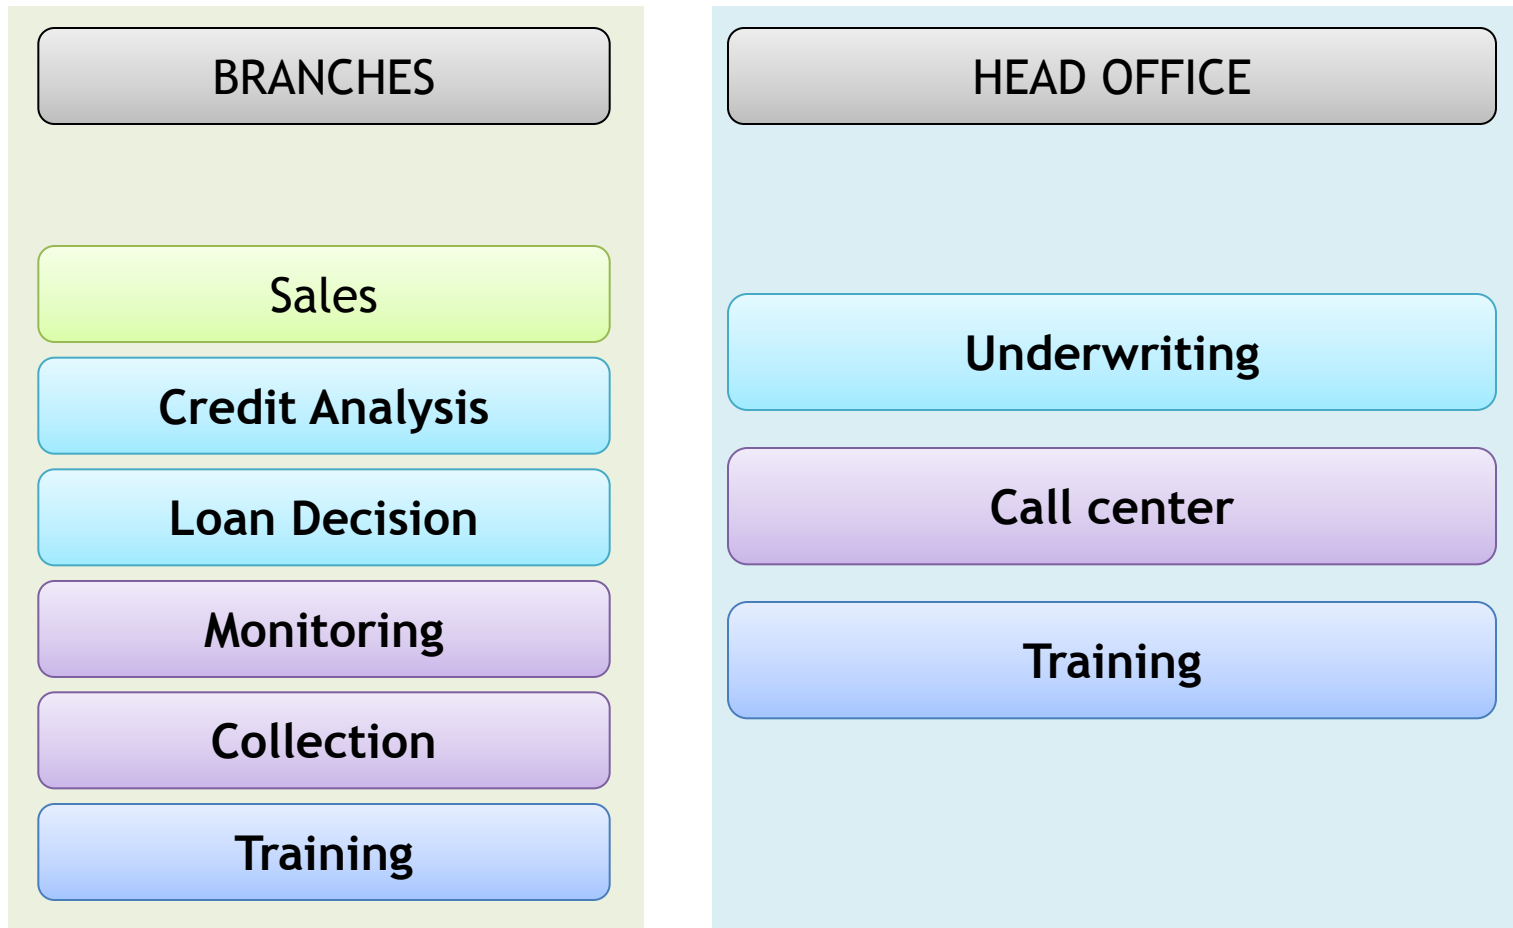 BRANCHES
Sales
Credit Analysis
Loan Decision
Monitoring
Collection
Training
HEAD OFFICE
Underwriting
Call center
Training